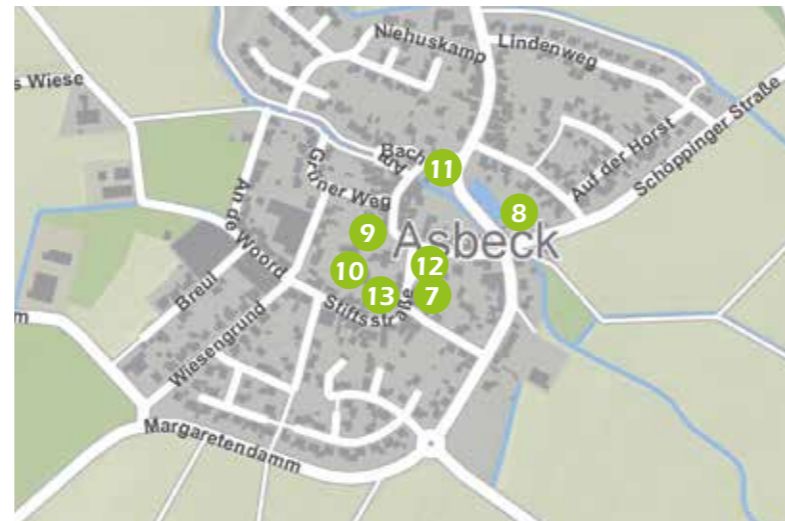 Niehuskamp
Lindenweg
s Wiese
Schöppinger Straße
Auf der Horst
An Bach
11
Grüner Weg
An de Woord
8
9
Asbeck
12
10
13
7
Stiftsstraße
Breul
m
Wiesengrund
Margaretendamm